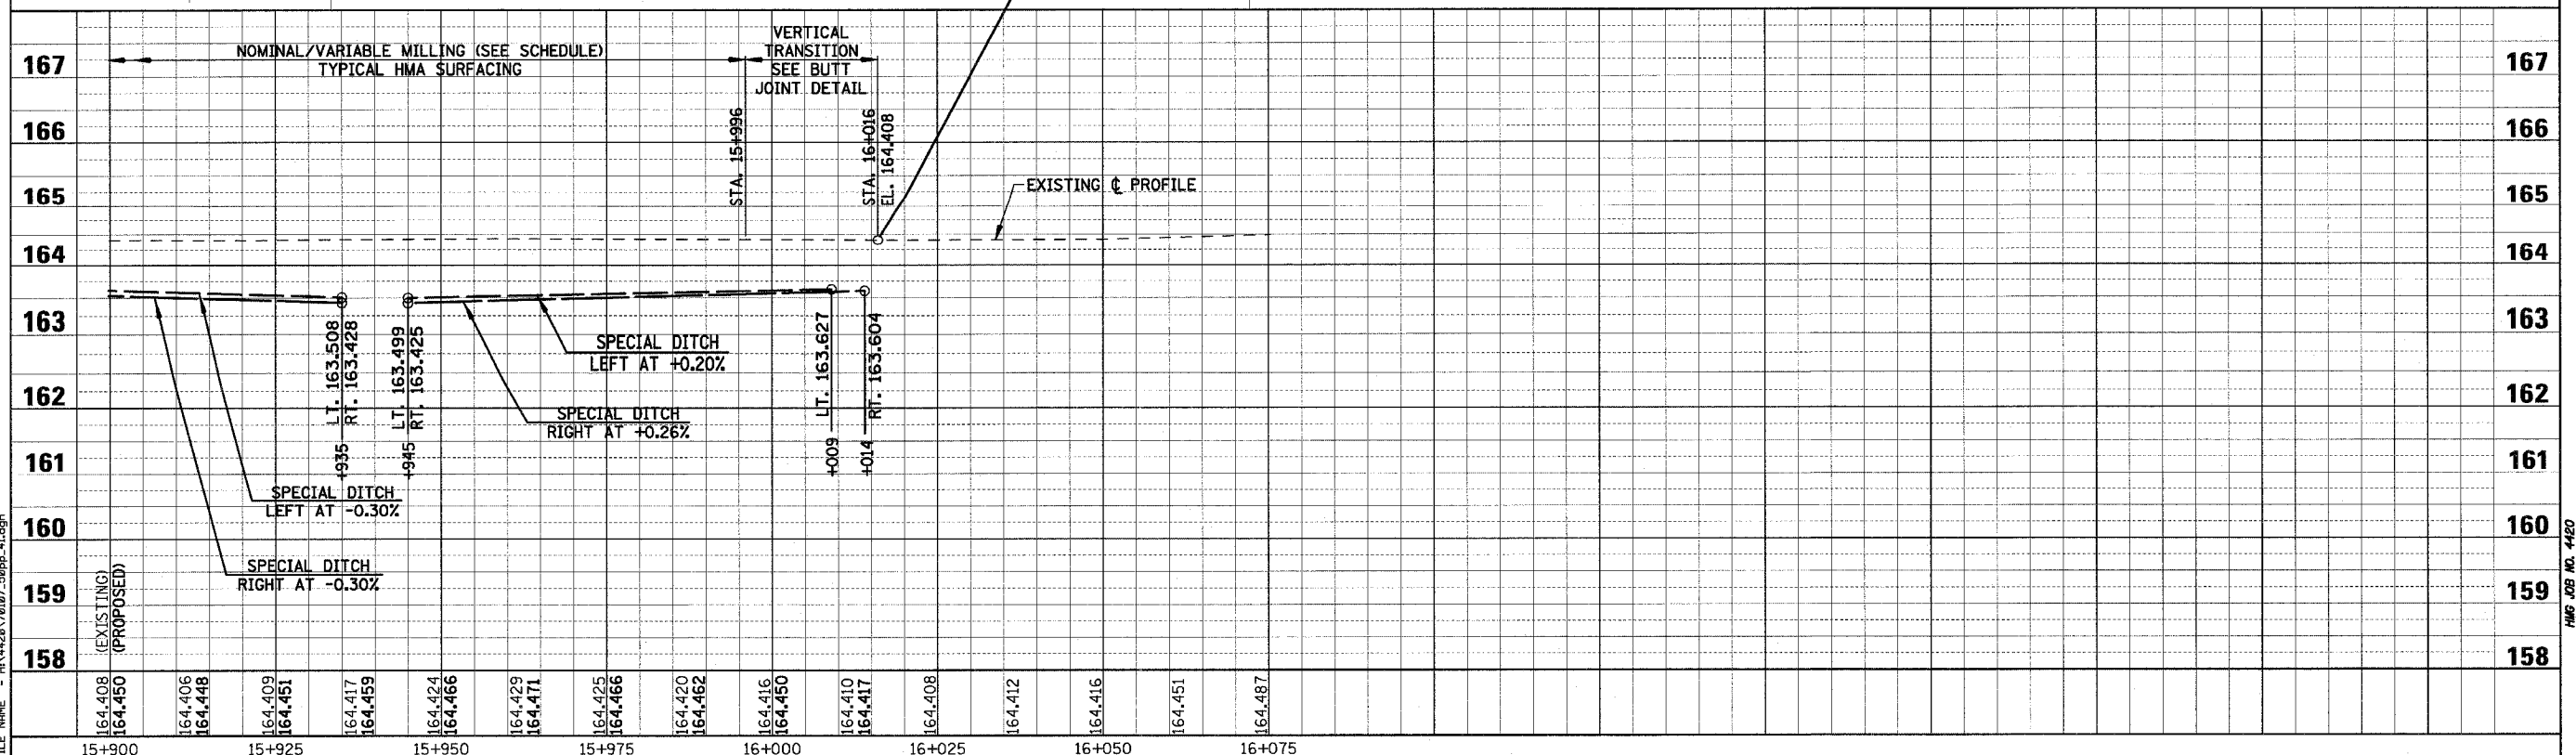 NOMINAL/VARIABLE MILLING (SEE SCHEDULE)
TYPICAL HMA SURFACING
VERTICAL
TRANSITION
SEE BUTT
JOINT DETAIL
STA. 15+996
STA. 16+016
EL. 164.408
EXISTING ℄ PROFILE
167
166
165
164
163
162
161
160
159
158
167
166
165
164
163
162
161
160
159
158
LT. 163.508
RT. 163.428
+935
LT. 163.499
RT. 163.425
+945
SPECIAL DITCH
LEFT AT +0.20%
SPECIAL DITCH
RIGHT AT +0.26%
LT. 163.627
+009
RT. 163.604
+014
SPECIAL DITCH
LEFT AT -0.30%
SPECIAL DITCH
RIGHT AT -0.30%
(EXISTING)
(PROPOSED)
164.408
164.450
164.406
164.448
164.409
164.451
164.417
164.459
164.424
164.466
164.429
164.471
164.425
164.466
164.420
164.462
164.416
164.450
164.410
164.417
164.408
164.412
164.416
164.451
164.487
15+900
15+925
15+950
15+975
16+000
16+025
16+050
16+075
HMG JOB NO. 4420